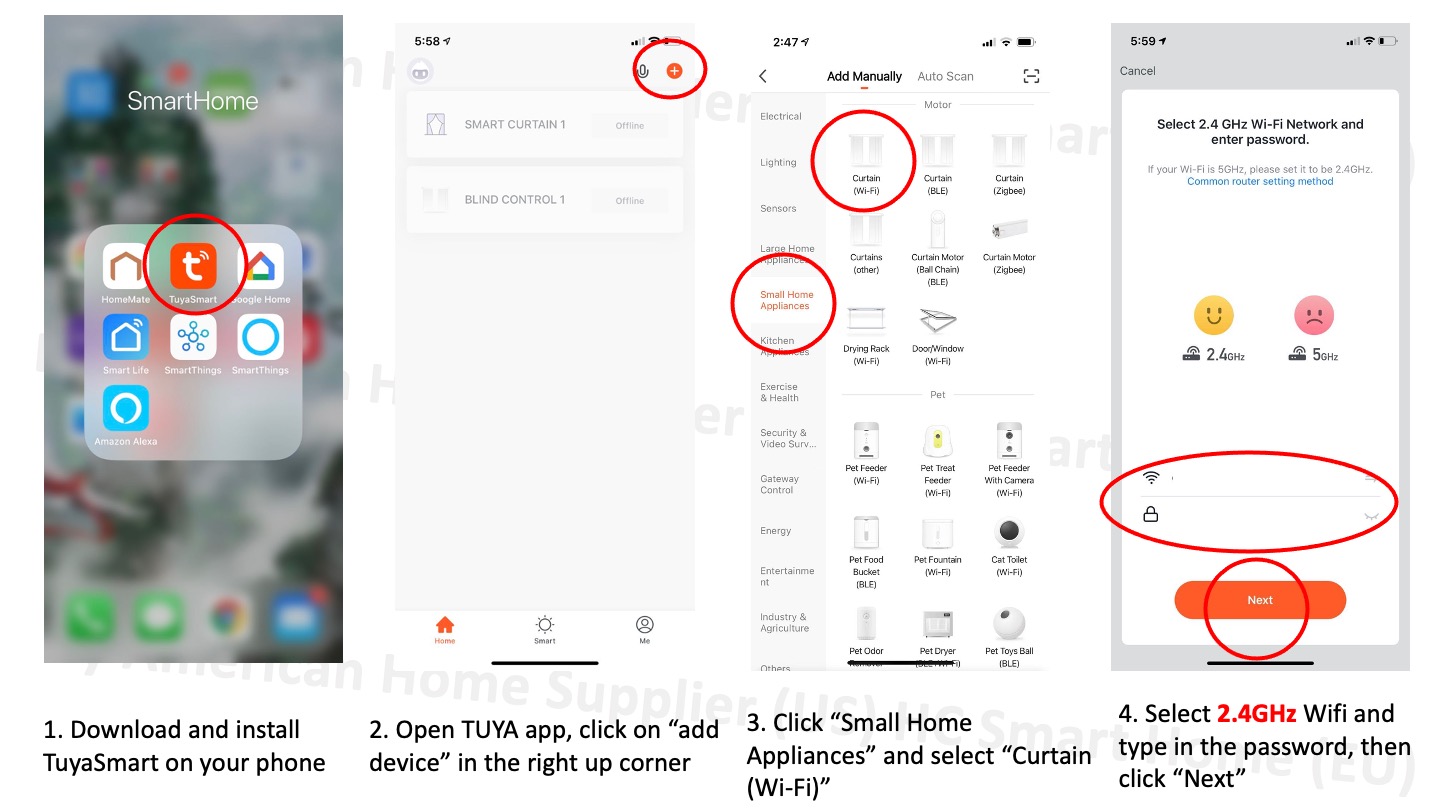 SmartHome
HomeMate
TuyaSmart
Google Home
Smart Life
SmartThings
SmartThings
Amazon Alexa
5:58
SMART CURTAIN 1
Offline
BLIND CONTROL 1
Offline
Home
Smart
Me
2:47
Add Manually
Auto Scan
Electrical
Lighting
Sensors
Large Home
Appliances
Small Home
Appliances
Kitchen
Appliances
Exercise
& Health
Security &
Video Surv...
Gateway
Control
Energy
Entertainme
nt
Industry &
Agriculture
Others
Motor
Curtain
(Wi-Fi)
Curtain
(BLE)
Curtain
(Zigbee)
Curtains
(other)
Curtain Motor
(Ball Chain)
(BLE)
Curtain Motor
(Zigbee)
Drying Rack
(Wi-Fi)
Door/Window
(Wi-Fi)
Pet
Pet Feeder
(Wi-Fi)
Pet Treat
Feeder
(Wi-Fi)
Pet Feeder
With Camera
(Wi-Fi)
Pet Food
Bucket
(BLE)
Pet Fountain
(Wi-Fi)
Cat Toilet
(Wi-Fi)
Pet Odor
Remover
Pet Dryer
(BLE+Wi-Fi)
Pet Toys Ball
(BLE)
5:59
Cancel
Select 2.4 GHz Wi-Fi Network and
enter password.
If your Wi-Fi is 5GHz, please set it to be 2.4GHz.
Common router setting method
2.4GHz
5GHz
Next
1. Download and install
TuyaSmart on your phone
2. Open TUYA app, click on “add
device” in the right up corner
3. Click “Small Home
Appliances” and select “Curtain
(Wi-Fi)”
4. Select 2.4GHz Wifi and
type in the password, then
click “Next”
American Home Supplier (US) HC Smart Home (EU)